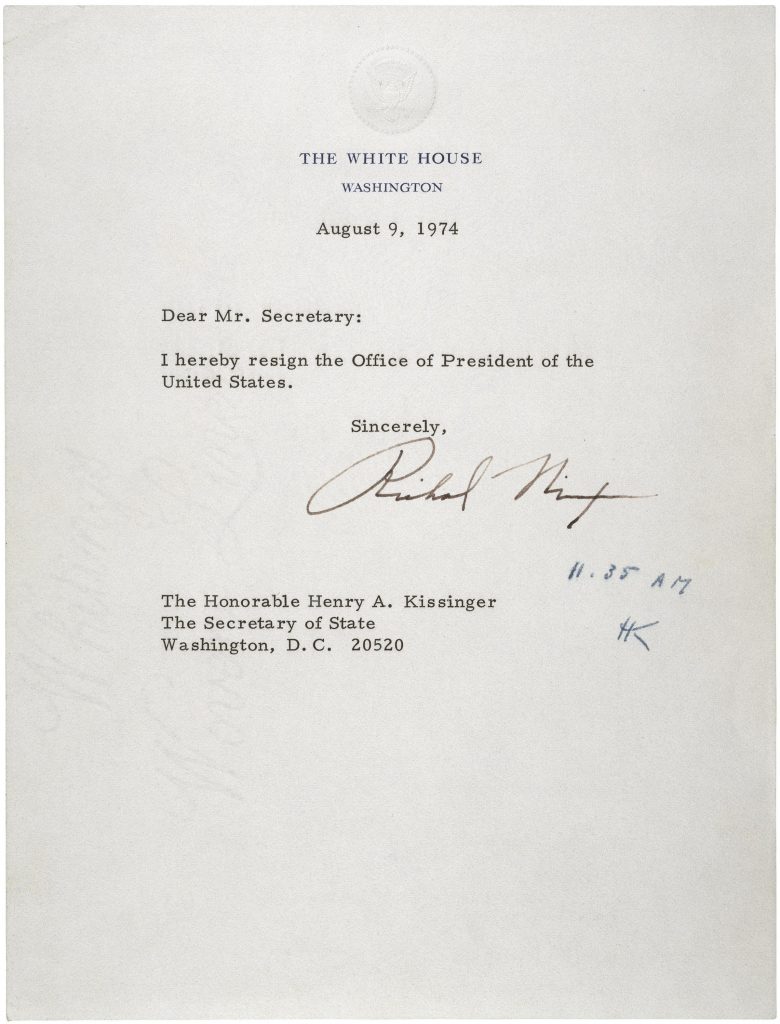 THE WHITE HOUSE
WASHINGTON
August 9, 1974
Dear Mr. Secretary:
I hereby resign the Office of President of the
United States.
Sincerely,
Richard Nixon
11.35 AM
HK
The Honorable Henry A. Kissinger
The Secretary of State
Washington, D. C. 20520